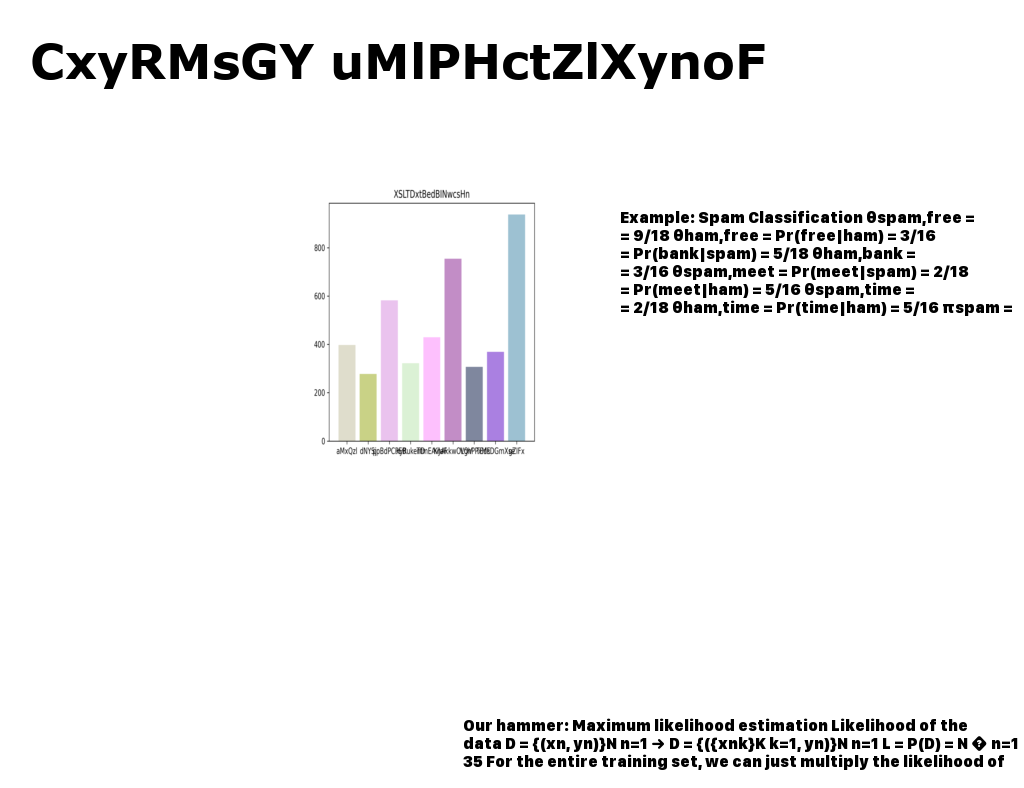 CxyRMsGY uMlPHctZlXynoF
XSLTDxtBedBINwcsHn
800
600
400
200
0
aMxQzl
Example: Spam Classification θspam,free =
= 9/18 θham,free = Pr(free|ham) = 3/16
= Pr(bank|spam) = 5/18 θham,bank =
= 3/16 θspam,meet = Pr(meet|spam) = 2/18
= Pr(meet|ham) = 5/16 θspam,time =
= 2/18 θham,time = Pr(time|ham) = 5/16 πspam =
Our hammer: Maximum likelihood estimation Likelihood of the
data D = {(xn, yn)}N n=1 → D = {({xnk}K k=1, yn)}N n=1 L = P(D) = N � n=1
35 For the entire training set, we can just multiply the likelihood of